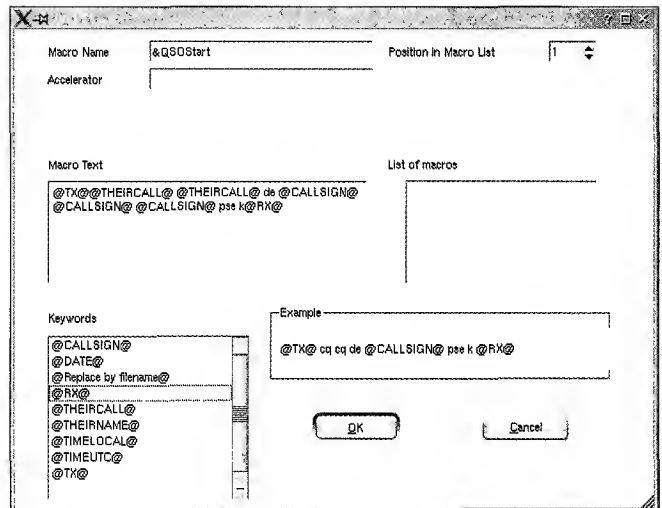 Macro Name
&QSOStart
Position in Macro List
1
Accelerator
Macro Text
List of macros
@TX@@THEIRCALL@ @THEIRCALL@ de @CALLSIGN@
@CALLSIGN@ @CALLSIGN@ pse k@RX@
Keywords
@CALLSIGN@
@DATE@
@Replace by filename@
@RX@
@THEIRCALL@
@THEIRNAME@
@TIMELOCAL@
@TIMEUTC@
@TX@
Example
@TX@ cq cq de @CALLSIGN@ pse k @RX@
OK
Cancel